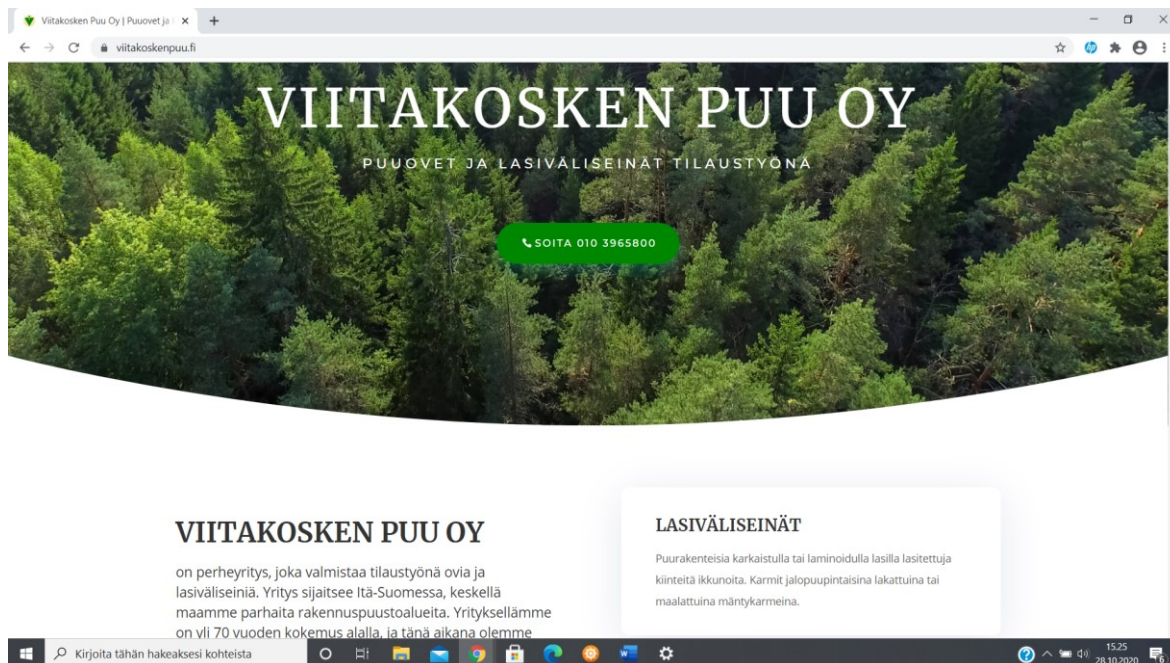 Viitakosken Puu Oy | Puuovet ja
viitakoskenpuu.fi
VIITAKOSKEN PUU OY
PUUOVET JA LASIVÄLISEINÄT TILAUSTYÖNÄ
SOITA 010 3965800
VIITAKOSKEN PUU OY
on perheyritys, joka valmistaa tilaustyönä ovia ja
lasiväliseiniä. Yritys sijaitsee Itä-Suomessa, keskellä
maamme parhaita rakennuspuustoalueita. Yrityksellämme
on yli 70 vuoden kokemus alalla, ja tänä aikana olemme
LASIVÄLISEINÄT
Puurakenteisia karkaistulla tai laminoidulla lasilla lasitettuja
kiinteitä ikkunoita. Karmit jalopuupintaisina lakattuina tai
maalattuina mäntykarmeina.
Kirjoita tähän hakeaksesi kohteista
15.25
28.10.2020